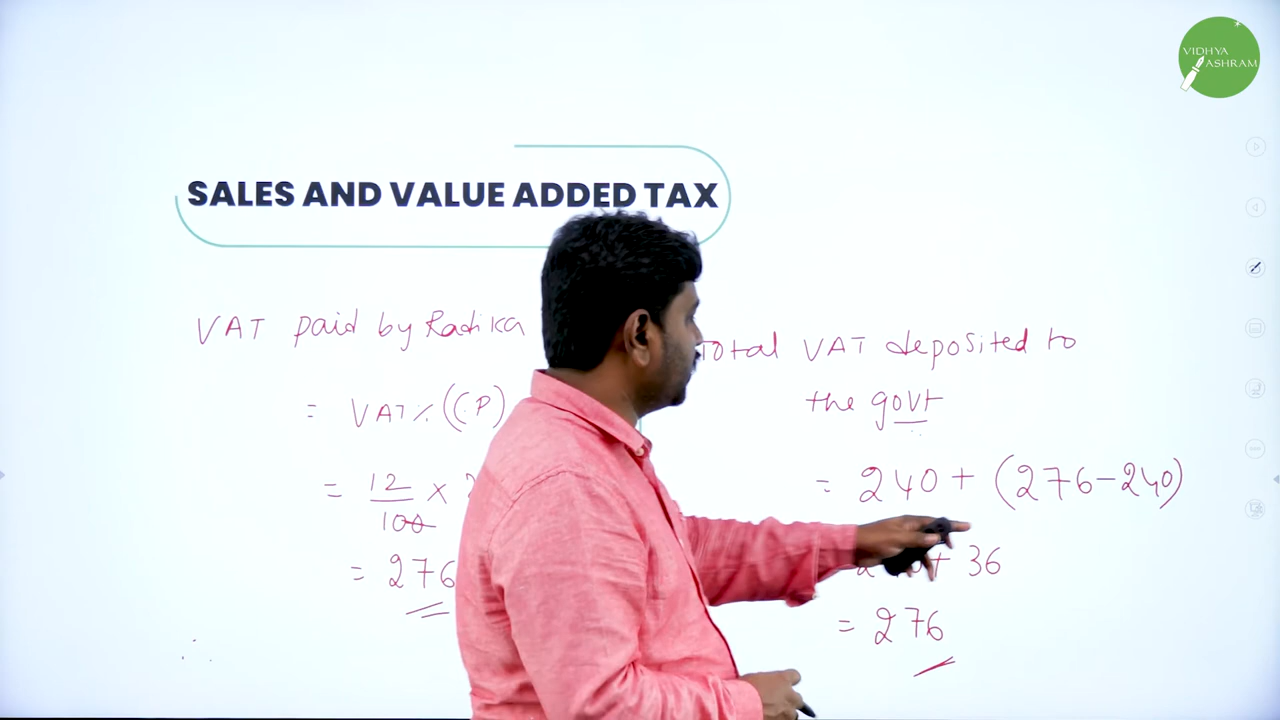 VIDHYA
ASHRAM
SALES AND VALUE ADDED TAX
VAT paid by Radika
= VAT% (CP)
= 12/100 ×
= 276
Total VAT deposited to
the govt
= 240 + (276-240)
+ 36
= 276